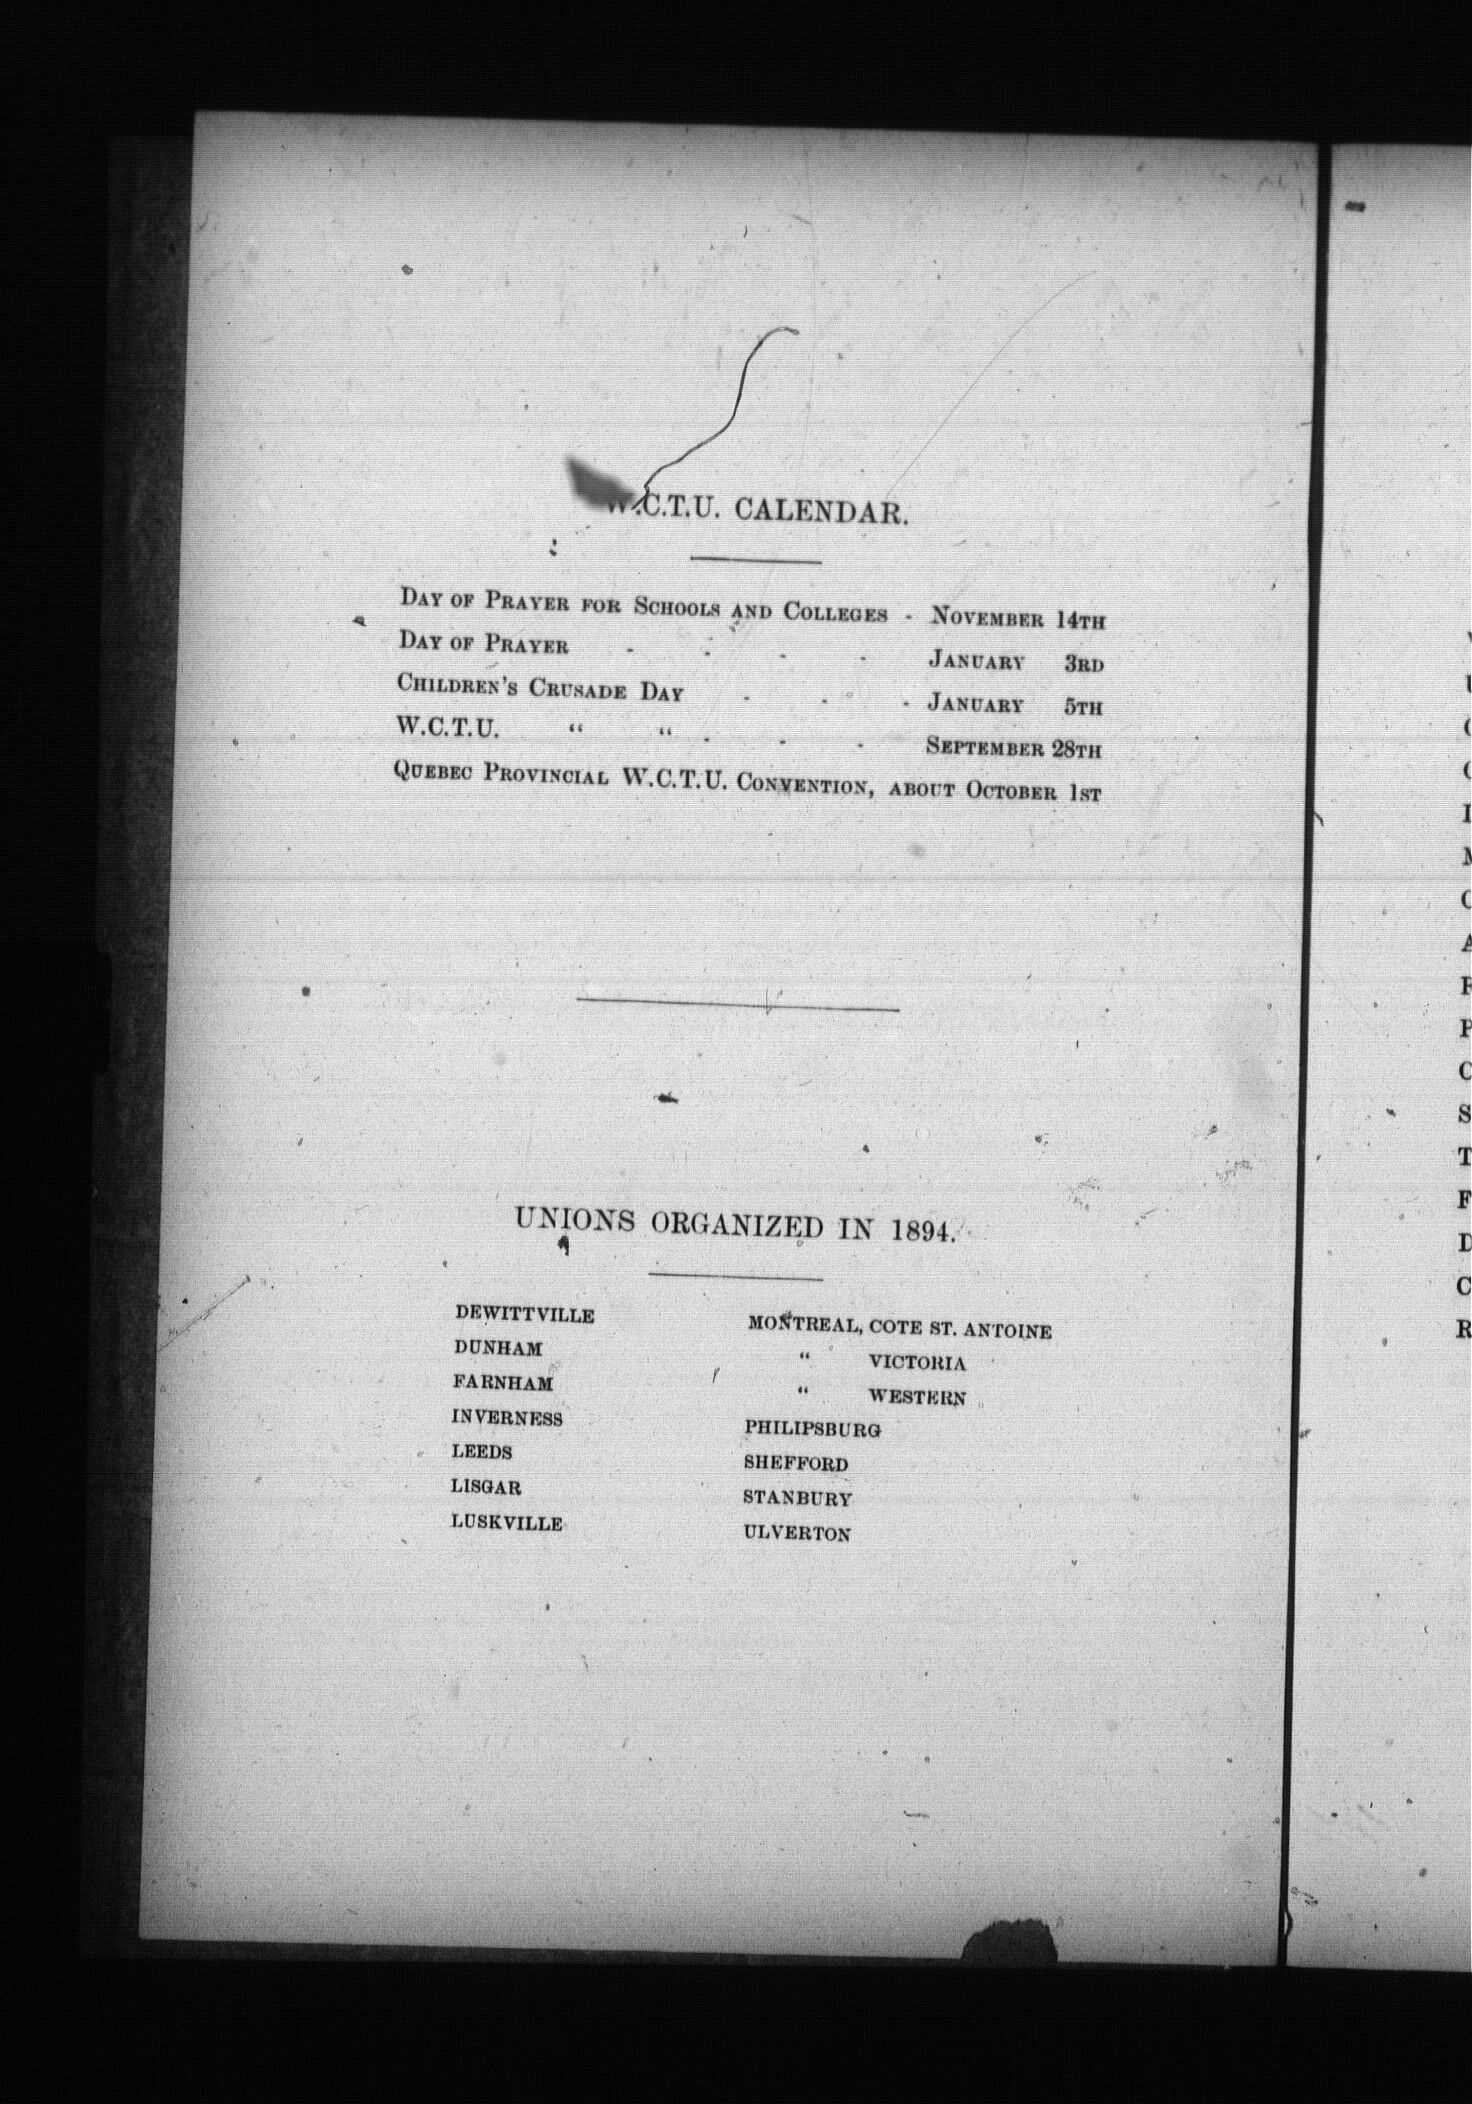 W.C.T.U. CALENDAR.
DAY OF PRAYER FOR SCHOOLS AND COLLEGES - NOVEMBER 14TH
DAY OF PRAYER - - - - JANUARY 3RD
CHILDREN'S CRUSADE DAY - - - JANUARY 5TH
W.C.T.U. “ “ - - - SEPTEMBER 28TH
QUEBEC PROVINCIAL W.C.T.U. CONVENTION, ABOUT OCTOBER 1ST
UNIONS ORGANIZED IN 1894.
DEWITTVILLE
DUNHAM
FARNHAM
INVERNESS
LEEDS
LISGAR
LUSKVILLE
MONTREAL, COTE ST. ANTOINE
“ VICTORIA
“ WESTERN
PHILIPSBURG
SHEFFORD
STANBURY
ULVERTON